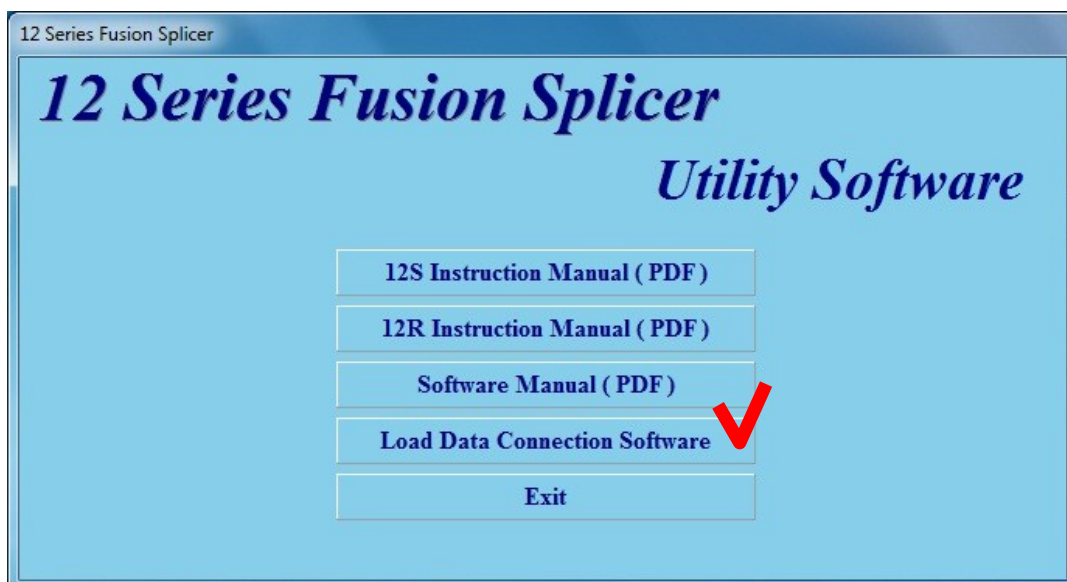 12 Series Fusion Splicer
12 Series Fusion Splicer
Utility Software
12S Instruction Manual ( PDF )
12R Instruction Manual ( PDF )
Software Manual ( PDF )
Load Data Connection Software
Exit